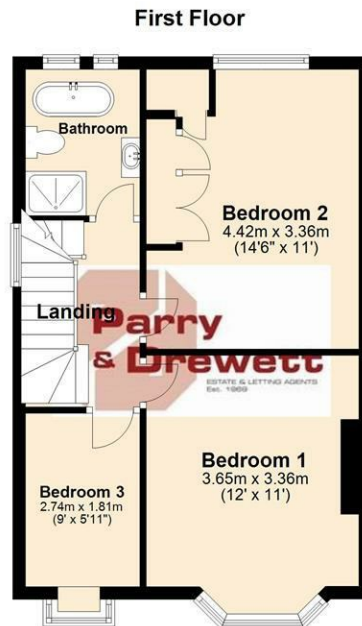 First Floor
Bathroom
Bedroom 2
4.42m x 3.36m
(14'6" x 11')
Landing
Parry
& Drewett
ESTATE & LETTING AGENTS
Est. 1969
Bedroom 1
3.65m x 3.36m
(12' x 11')
Bedroom 3
2.74m x 1.81m
(9' x 5'11")